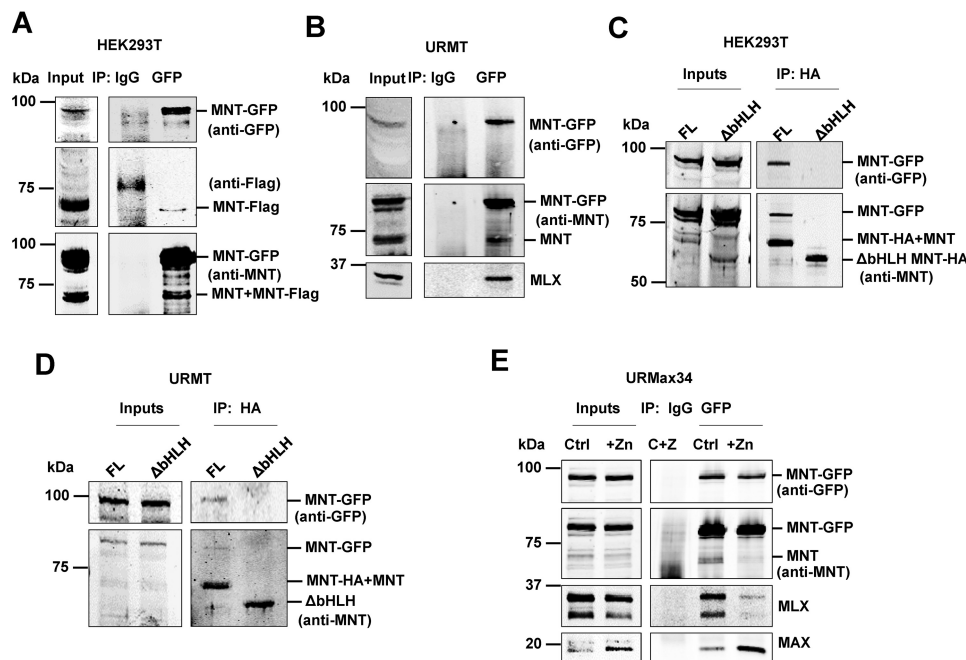 A
HEK293T
kDa Input IP: IgG GFP
100
MNT-GFP
(anti-GFP)
75
(anti-Flag)
MNT-Flag
100
MNT-GFP
(anti-MNT)
75
MNT+MNT-Flag
B
URMT
kDa Input IP: IgG GFP
100
MNT-GFP
(anti-GFP)
MNT-GFP
(anti-MNT)
75
MNT
37
MLX
C
HEK293T
Inputs IP: HA
kDa FL ΔbHLH FL ΔbHLH
100
MNT-GFP
(anti-GFP)
75
MNT-GFP
MNT-HA+MNT
50
ΔbHLH MNT-HA
(anti-MNT)
D
URMT
Inputs IP: HA
kDa FL ΔbHLH FL ΔbHLH
100
MNT-GFP
(anti-GFP)
MNT-GFP
75
MNT-HA+MNT
ΔbHLH
(anti-MNT)
E
URMax34
Inputs IP: IgG GFP
kDa Ctrl +Zn C+Z Ctrl +Zn
100
MNT-GFP
(anti-GFP)
MNT-GFP
75
MNT
(anti-MNT)
37
MLX
20
MAX